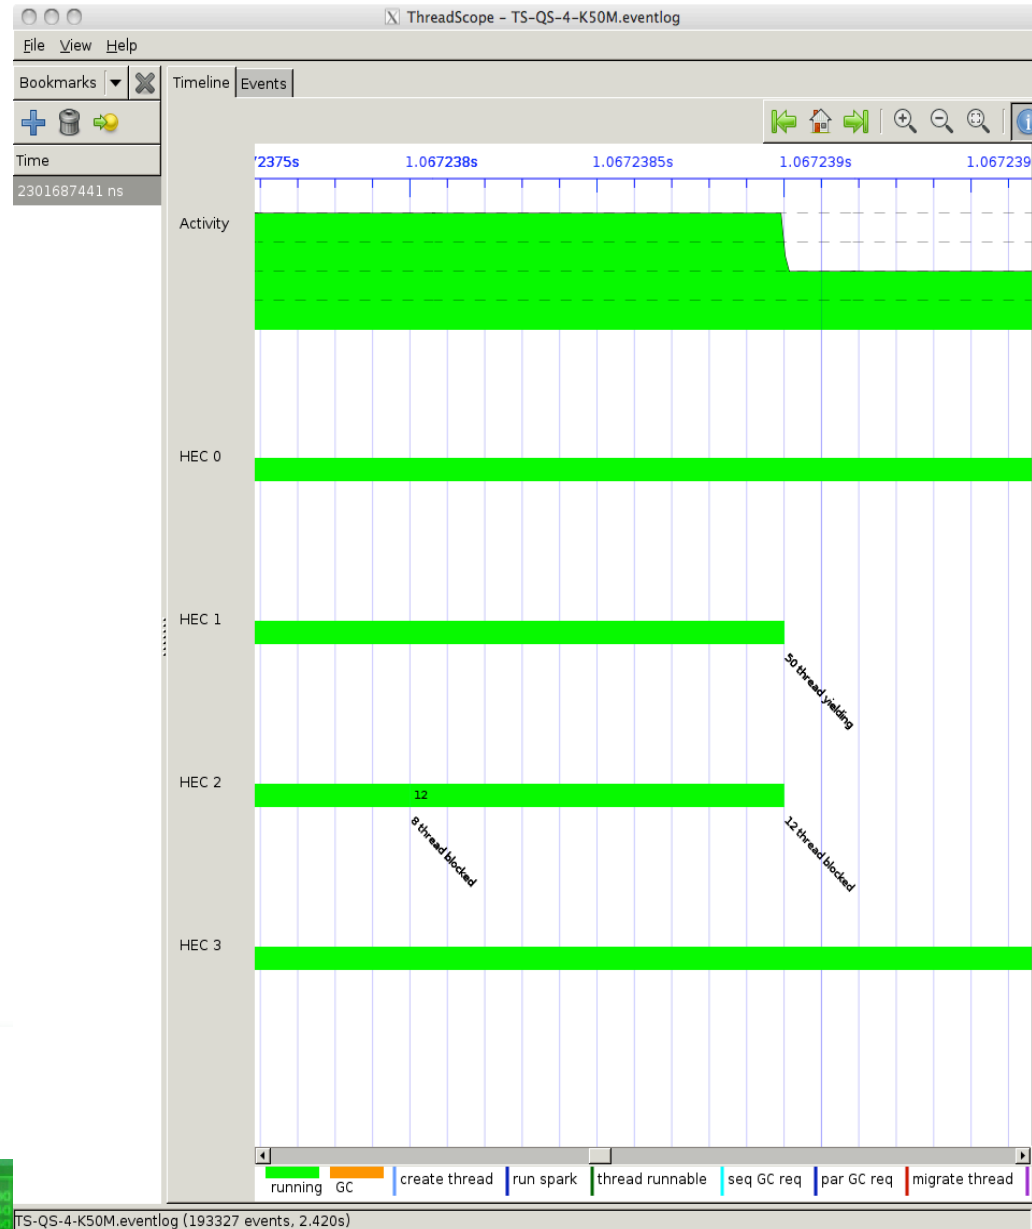 ThreadScope - TS-QS-4-K50M.eventlog
File View Help
Bookmarks
Timeline Events
Time
2301687441 ns
72375s 1.067238s 1.0672385s 1.067239s 1.067239
Activity
HEC 0
HEC 1
50 thread yielding
HEC 2
12
8 thread blocked
12 thread blocked
HEC 3
running GC create thread run spark thread runnable seq GC req par GC req migrate thread
TS-QS-4-K50M.eventlog (193327 events, 2.420s)